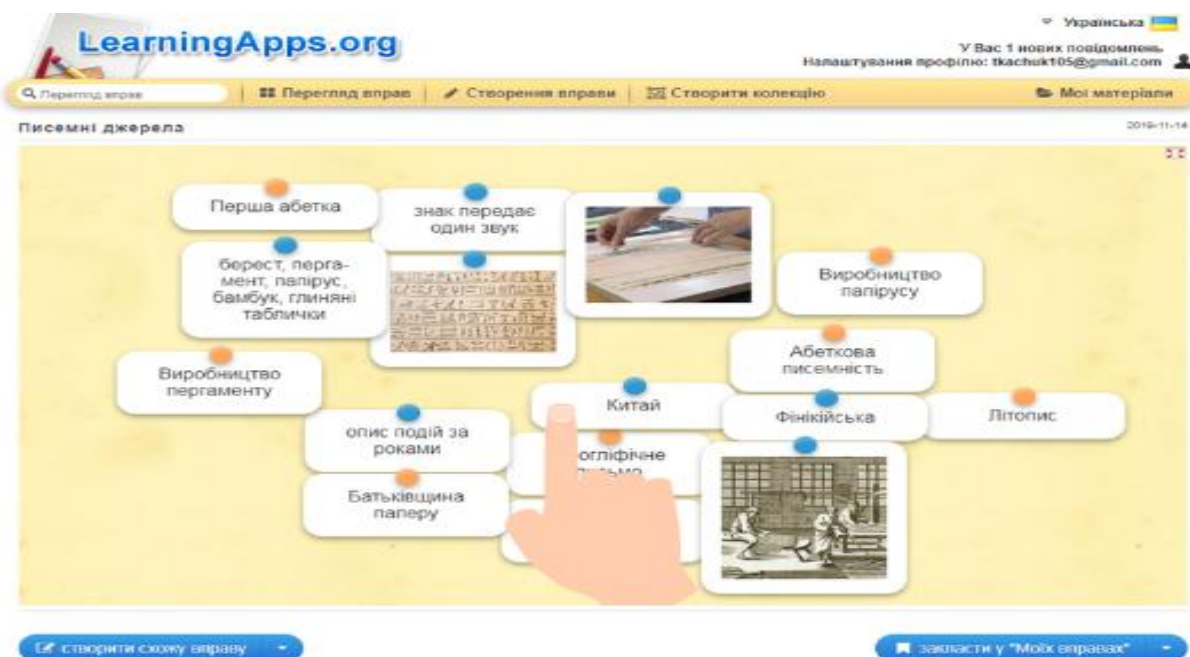 LearningApps.org
Українська
У Вас 1 нових повідомлень.
Налаштування профілю: tkachuk105@gmail.com
Перегляд вправ
Перегляд вправ
Створення вправи
Створити колекцію
Мої матеріали
Писемні джерела
2019-11-14
Перша абетка
знак передає
один звук
берест, перга-
мент, папірус,
бамбук, глиняні
таблички
Виробництво
папірусу
Абеткова
писемність
Виробництво
пергаменту
Китай
Фінікійська
Літопис
опис подій за
роками
огліфічне
Батьківщина
паперу
створити схожу вправу
закласти у "Моїх вправах"